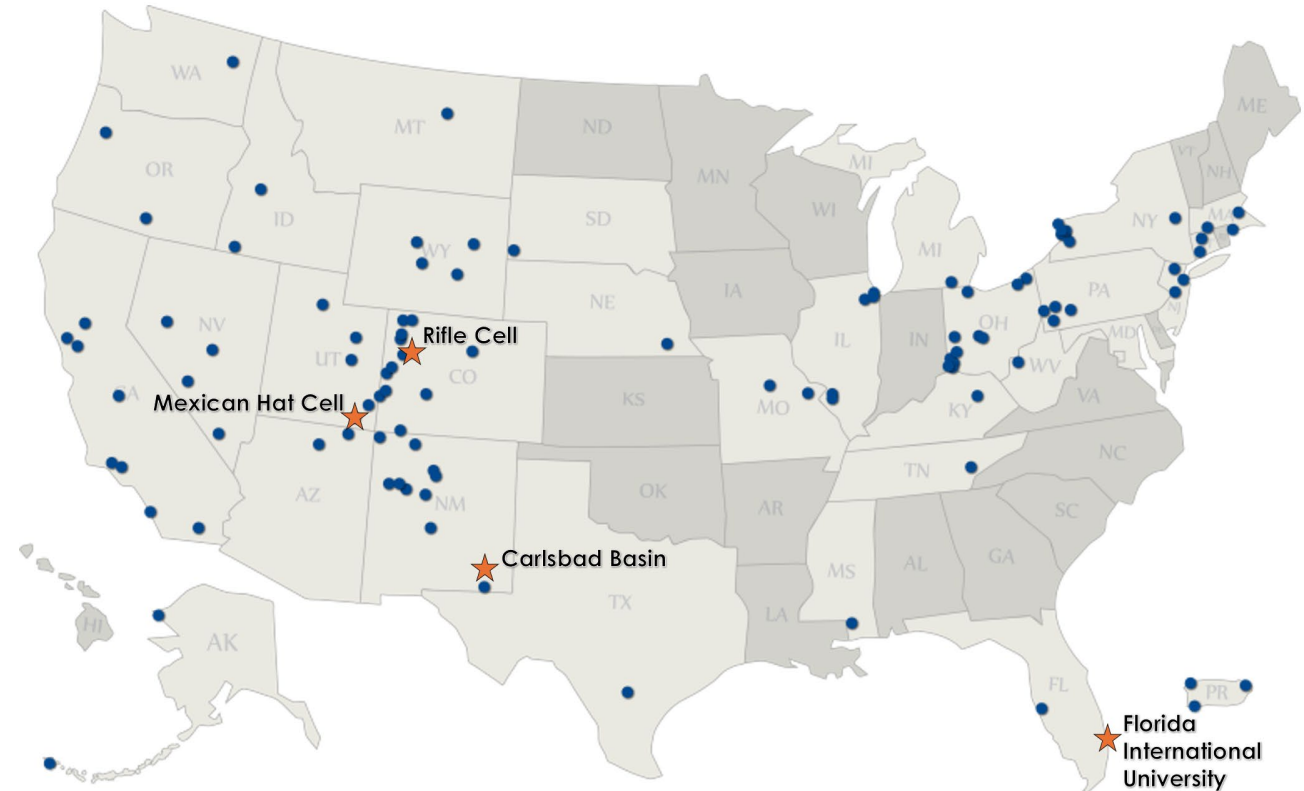 WA
MT
ND
MN
ME
VT
NH
OR
ID
WY
SD
WI
MI
MI
NY
MA
NV
UT
CO
NE
IA
IL
IN
OH
PA
NJ
MD
WV
VA
CA
Rifle Cell
Mexican Hat Cell
KS
MO
KY
AZ
NM
OK
AR
TN
NC
SC
Carlsbad Basin
TX
LA
MS
AL
GA
HI
AK
FL
PR
Florida
International
University